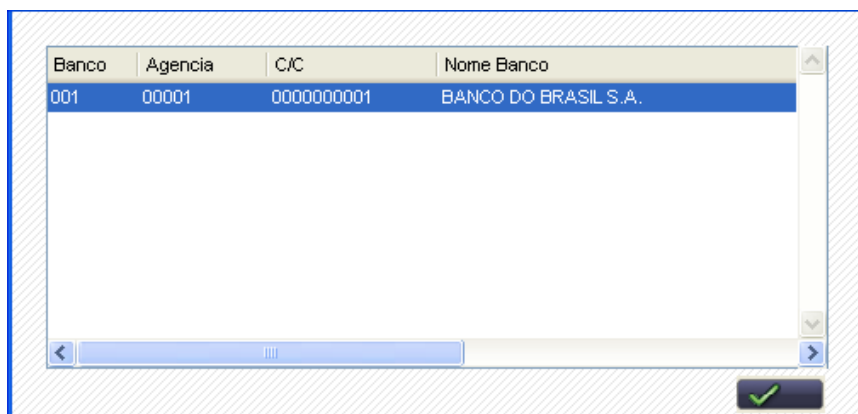 Banco Agencia C/C Nome Banco
001 00001 0000000001 BANCO DO BRASIL S.A.